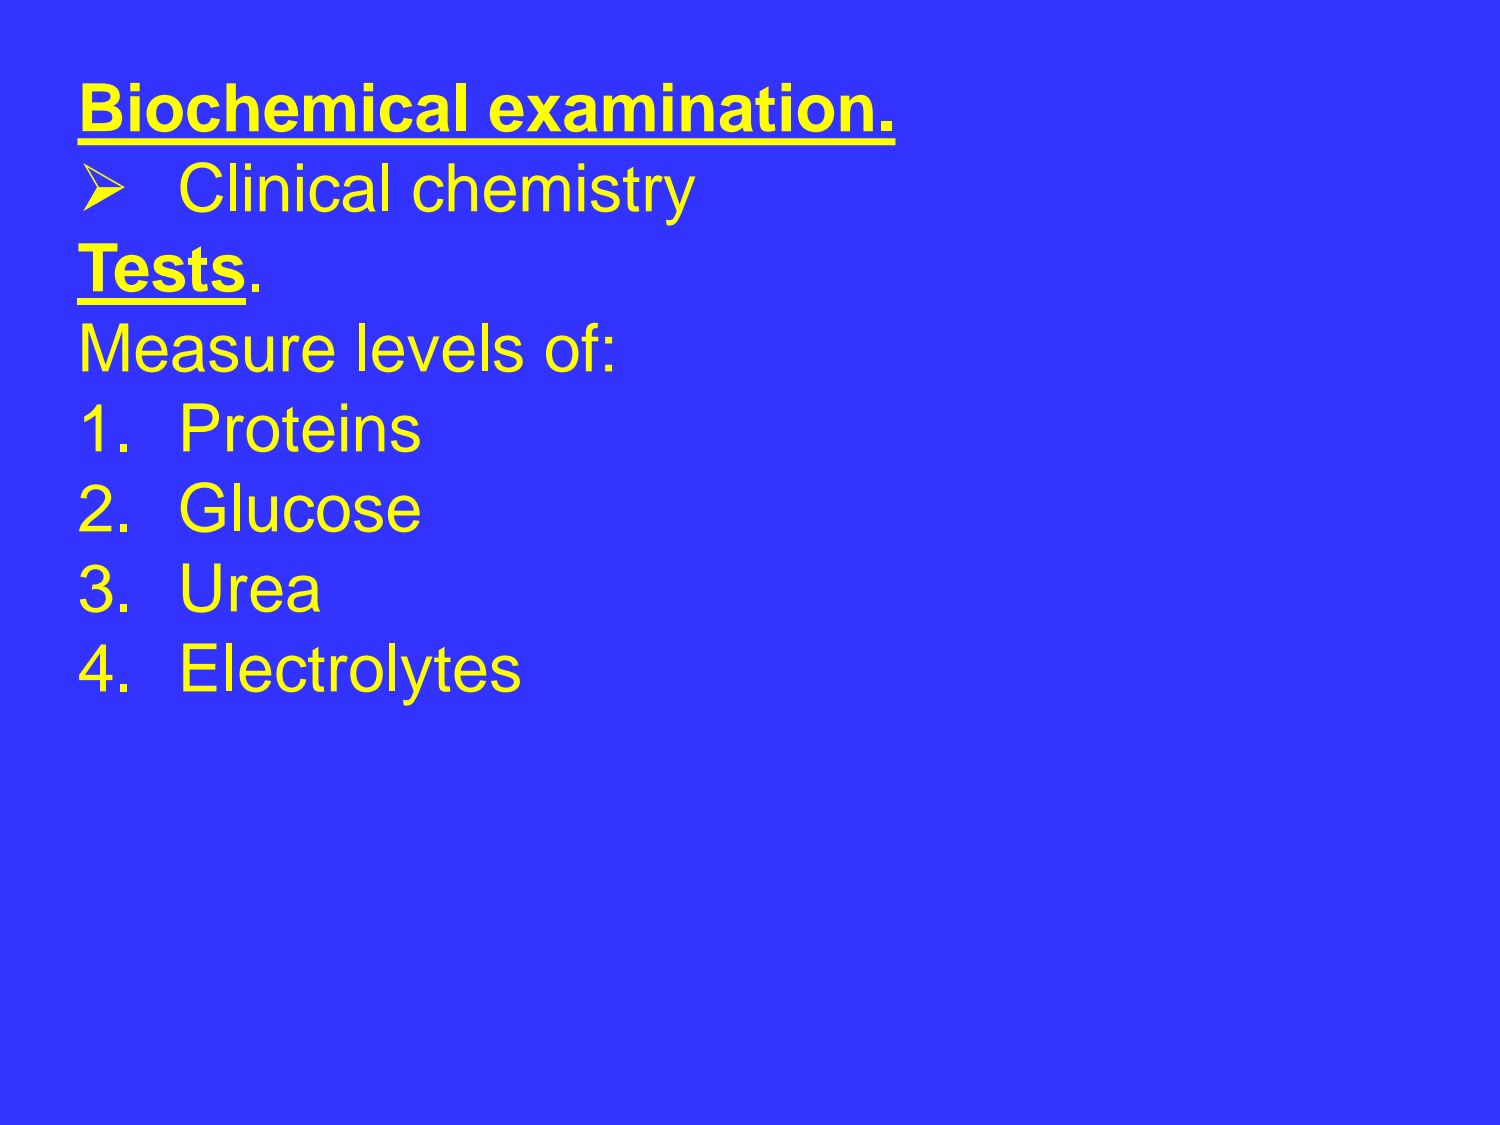 Biochemical examination.
➢ Clinical chemistry
Tests.
Measure levels of:
1. Proteins
2. Glucose
3. Urea
4. Electrolytes